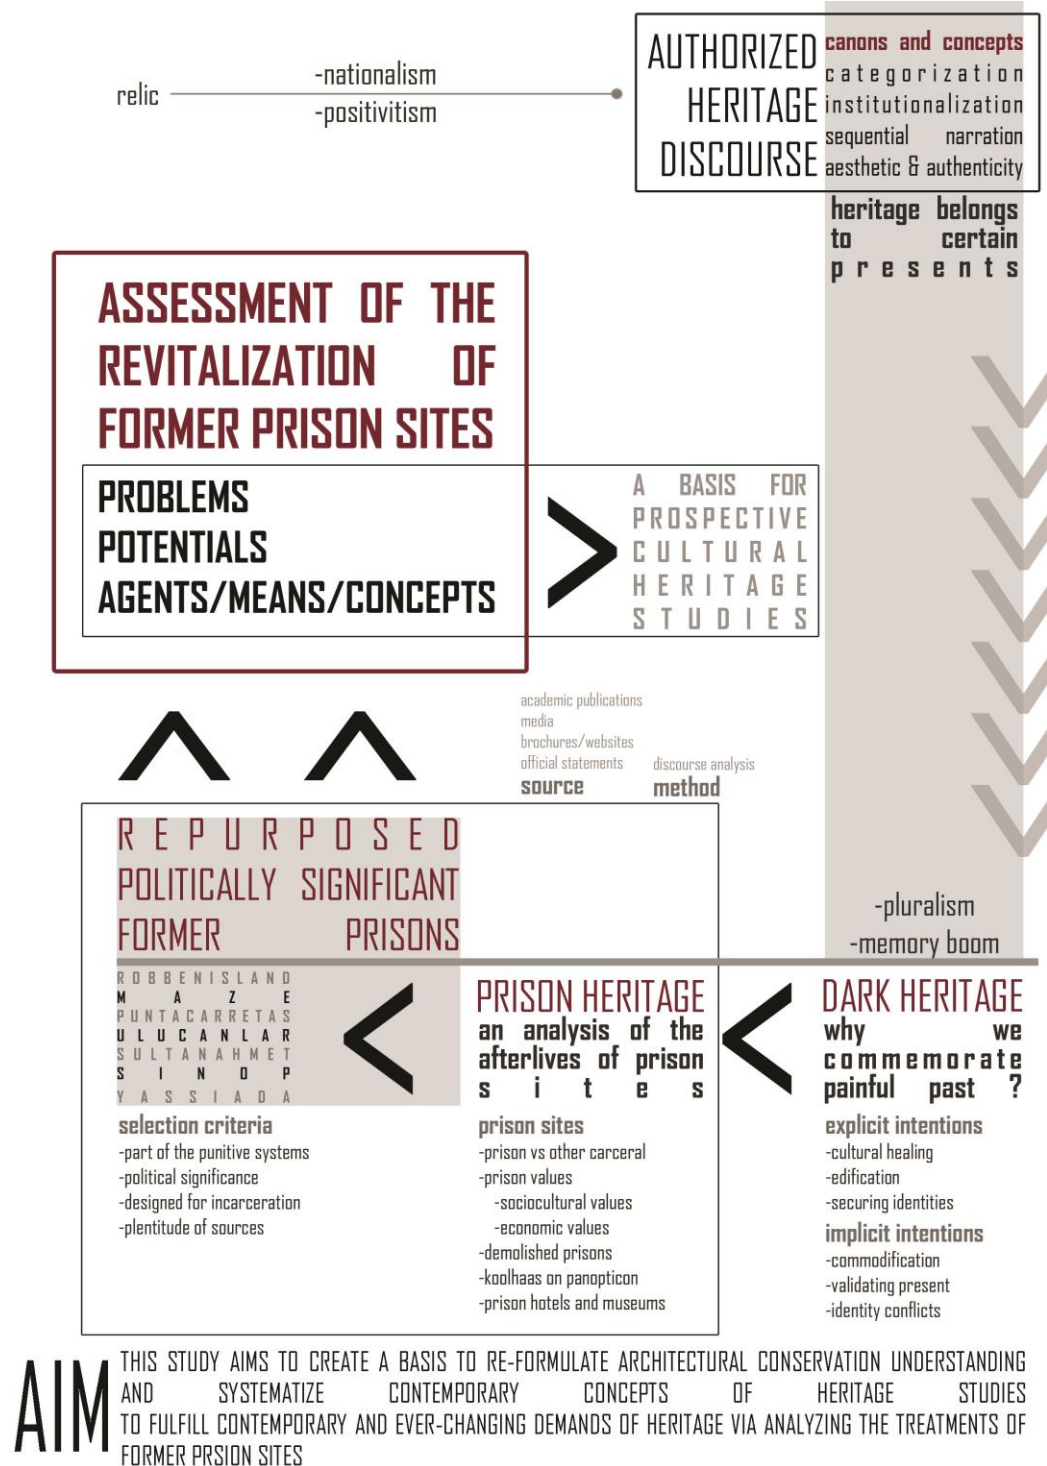 relic
-nationalism
-positivitism
AUTHORIZED
HERITAGE
DISCOURSE
canons and concepts
categorization
institutionalization
sequential narration
aesthetic & authenticity
heritage belongs
to certain
presents
ASSESSMENT OF THE
REVITALIZATION OF
FORMER PRISON SITES
PROBLEMS
POTENTIALS
AGENTS/MEANS/CONCEPTS
A BASIS FOR
PROSPECTIVE
CULTURAL
HERITAGE
STUDIES
academic publications
media
brochures/websites
official statements
source
discourse analysis
method
REPURPOSED
POLITICALLY SIGNIFICANT
FORMER PRISONS
ROBBENISLAND
MAZE
PUNTACARRETAS
ULUCANLAR
SULTANAHMET
SINOP
YASSIADA
selection criteria
-part of the punitive systems
-political significance
-designed for incarceration
-plentitude of sources
PRISON HERITAGE
an analysis of the
afterlives of prison
sites
prison sites
-prison vs other carceral
-prison values
-sociocultural values
-economic values
-demolished prisons
-koolhaas on panopticon
-prison hotels and museums
-pluralism
-memory boom
DARK HERITAGE
why we
commemorate
painful past ?
explicit intentions
-cultural healing
-edification
-securing identities
implicit intentions
-commodification
-validating present
-identity conflicts
AIM
THIS STUDY AIMS TO CREATE A BASIS TO RE-FORMULATE ARCHITECTURAL CONSERVATION UNDERSTANDING
AND SYSTEMATIZE CONTEMPORARY CONCEPTS OF HERITAGE STUDIES
TO FULFILL CONTEMPORARY AND EVER-CHANGING DEMANDS OF HERITAGE VIA ANALYZING THE TREATMENTS OF
FORMER PRSION SITES